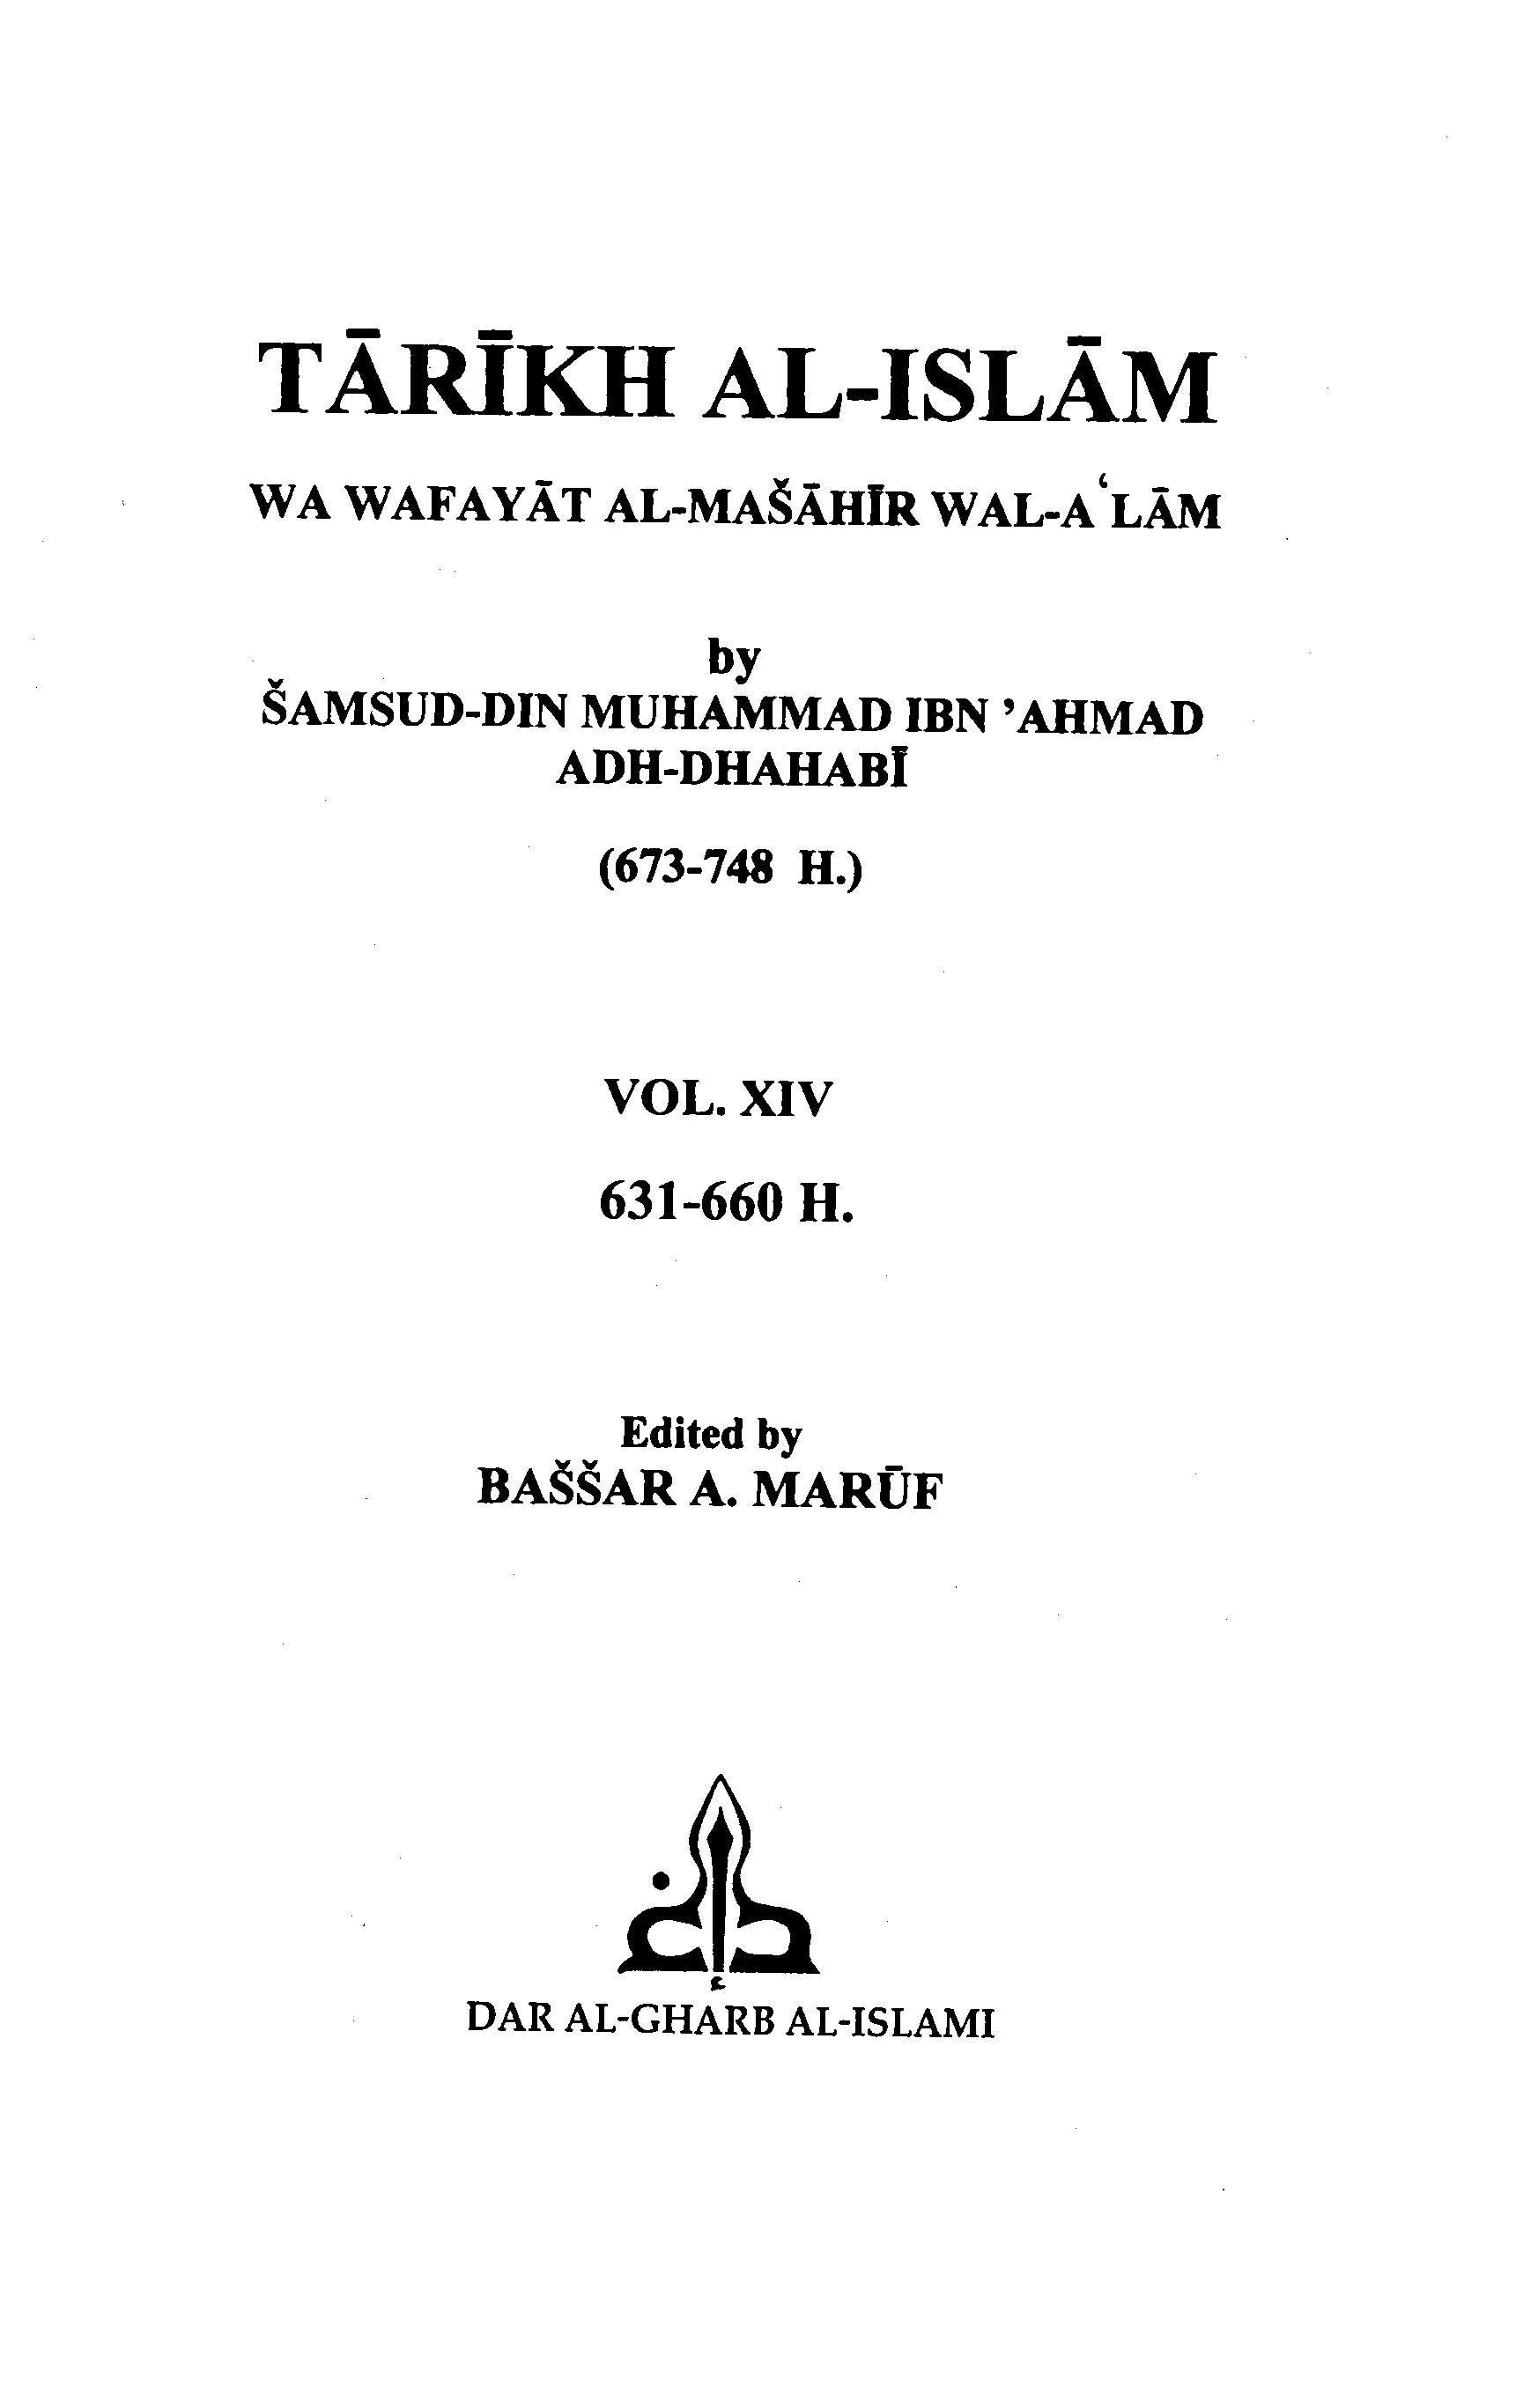 TĀRĪKH AL-ISLĀM
WA WAFAYĀT AL-MAŠĀHĪR WAL-AʻLĀM
by
ŠAMSUD-DIN MUHAMMAD IBN ’AHMAD
ADH-DHAHABĪ
(673-748 H.)
VOL. XIV
631-660 H.
Edited by
BAŠŠAR A. MARŪF
DAR AL-GHARB AL-ISLAMI